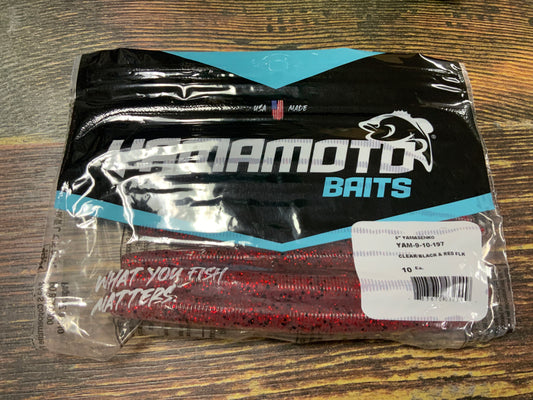 USA MADE
YAMAMOTO
BAITS
5" YAMASENKO
YAM-9-10-197
CLEAR/BLACK & RED FLK
10 Ea.
WHAT YOU FISH
MATTERS.